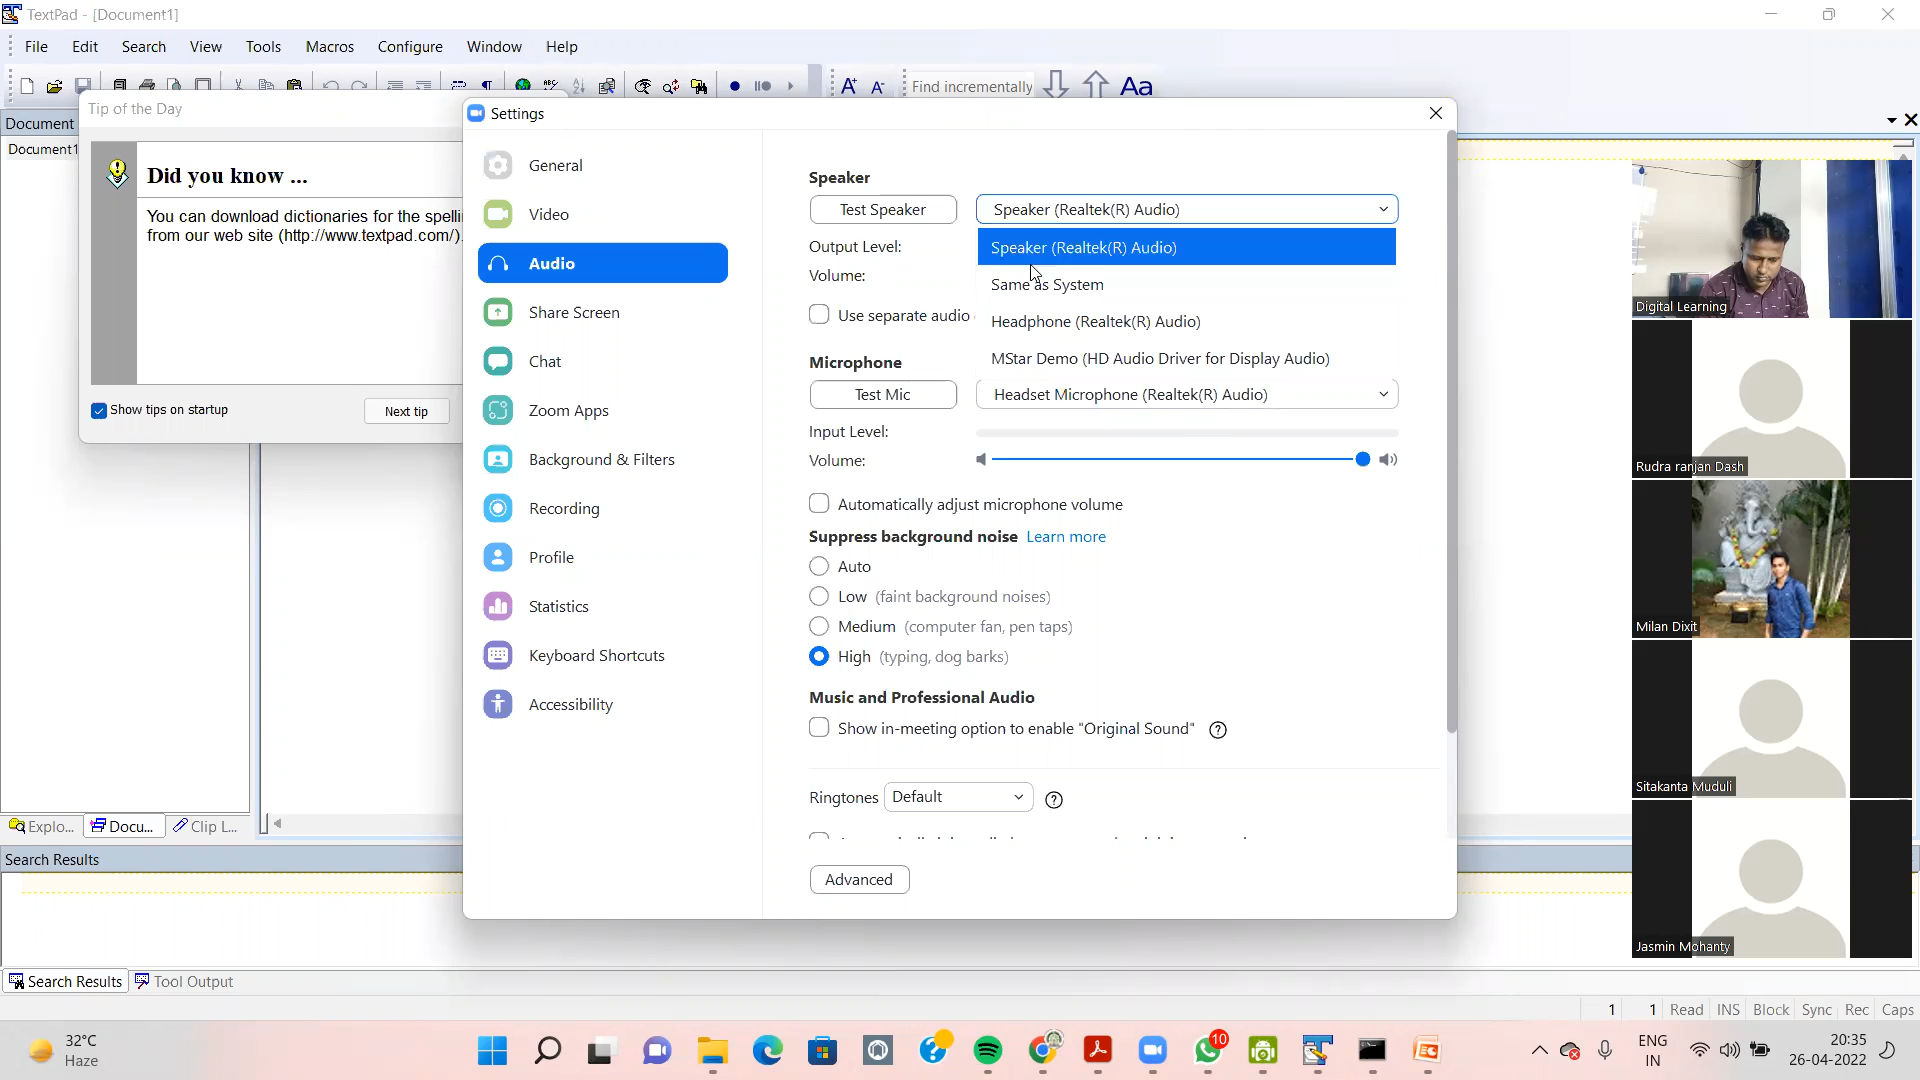 TextPad - [Document1]
File Edit Search View Tools Macros Configure Window Help
Find incrementally
Document
Document1
Tip of the Day
Did you know ...
You can download dictionaries for the spelli
from our web site (http://www.textpad.com/).
Show tips on startup
Next tip
Settings
General
Video
Audio
Share Screen
Chat
Zoom Apps
Background & Filters
Recording
Profile
Statistics
Keyboard Shortcuts
Accessibility
Speaker
Test Speaker
Speaker (Realtek(R) Audio)
Output Level:
Volume:
Speaker (Realtek(R) Audio)
Same as System
Headphone (Realtek(R) Audio)
MStar Demo (HD Audio Driver for Display Audio)
Use separate audio
Microphone
Test Mic
Headset Microphone (Realtek(R) Audio)
Input Level:
Volume:
Automatically adjust microphone volume
Suppress background noise Learn more
Auto
Low (faint background noises)
Medium (computer fan, pen taps)
High (typing, dog barks)
Music and Professional Audio
Show in-meeting option to enable "Original Sound"
Ringtones Default
Advanced
Digital Learning
Rudra ranjan Dash
Milan Dixit
Sitakanta Muduli
Jasmin Mohanty
Explo... Docu... Clip L...
Search Results
Search Results Tool Output
1 1 Read INS Block Sync Rec Caps
32°C
Haze
10
ENG
IN
20:35
26-04-2022